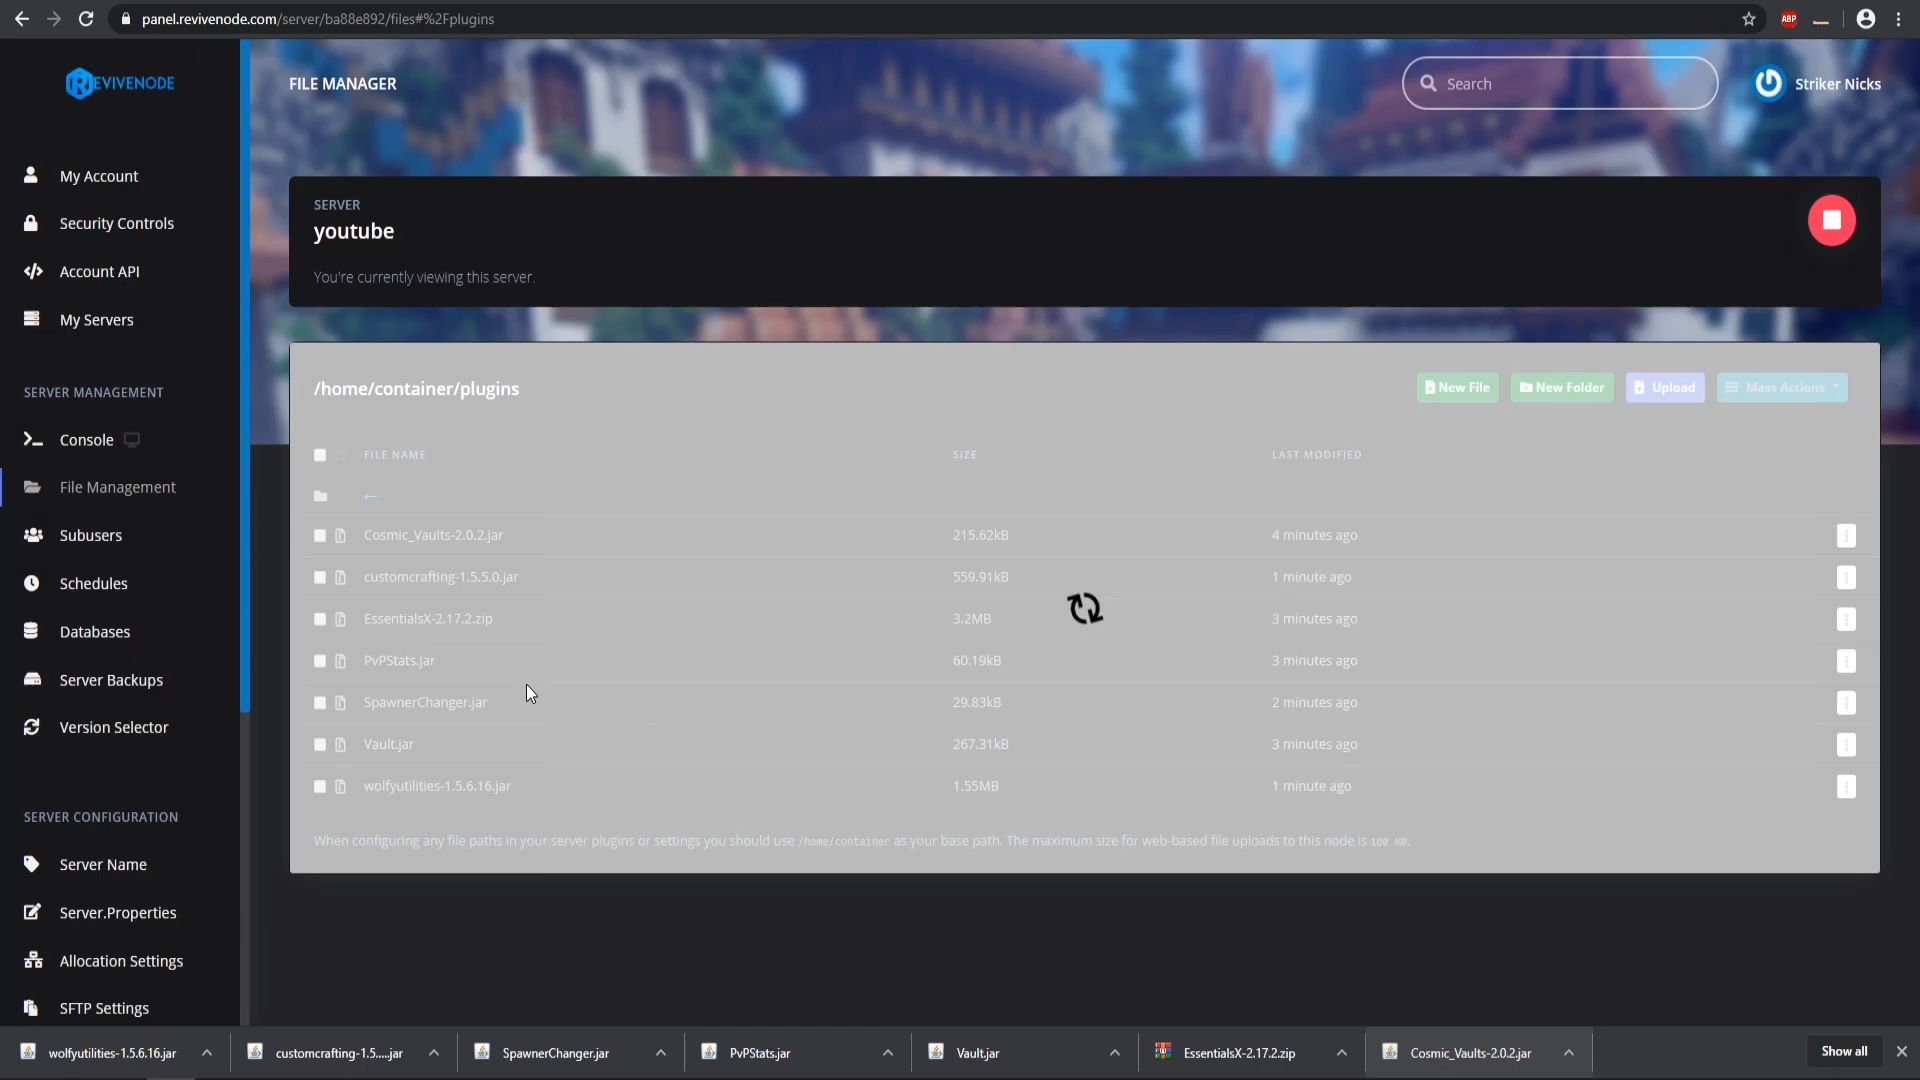 panel.revivenode.com/server/ba88e892/files#%2Fplugins
ABP
REVIVENODE
FILE MANAGER
Search
Striker Nicks
My Account
Security Controls
Account API
My Servers
SERVER MANAGEMENT
Console
File Management
Subusers
Schedules
Databases
Server Backups
Version Selector
SERVER CONFIGURATION
Server Name
Server.Properties
Allocation Settings
SFTP Settings
SERVER
youtube
You're currently viewing this server.
/home/container/plugins
New File
New Folder
Upload
Mass Actions
FILE NAME SIZE LAST MODIFIED
←
Cosmic_Vaults-2.0.2.jar 215.62kB 4 minutes ago
customcrafting-1.5.5.0.jar 559.91kB 1 minute ago
EssentialsX-2.17.2.zip 3.2MB 3 minutes ago
PvPStats.jar 60.19kB 3 minutes ago
SpawnerChanger.jar 29.83kB 2 minutes ago
Vault.jar 267.31kB 3 minutes ago
wolfyutilities-1.5.6.16.jar 1.55MB 1 minute ago
When configuring any file paths in your server plugins or settings you should use /home/container as your base path. The maximum size for web-based file uploads to this node is 100 MB.
wolfyutilities-1.5.6.16.jar
customcrafting-1.5.....jar
SpawnerChanger.jar
PvPStats.jar
Vault.jar
EssentialsX-2.17.2.zip
Cosmic_Vaults-2.0.2.jar
Show all